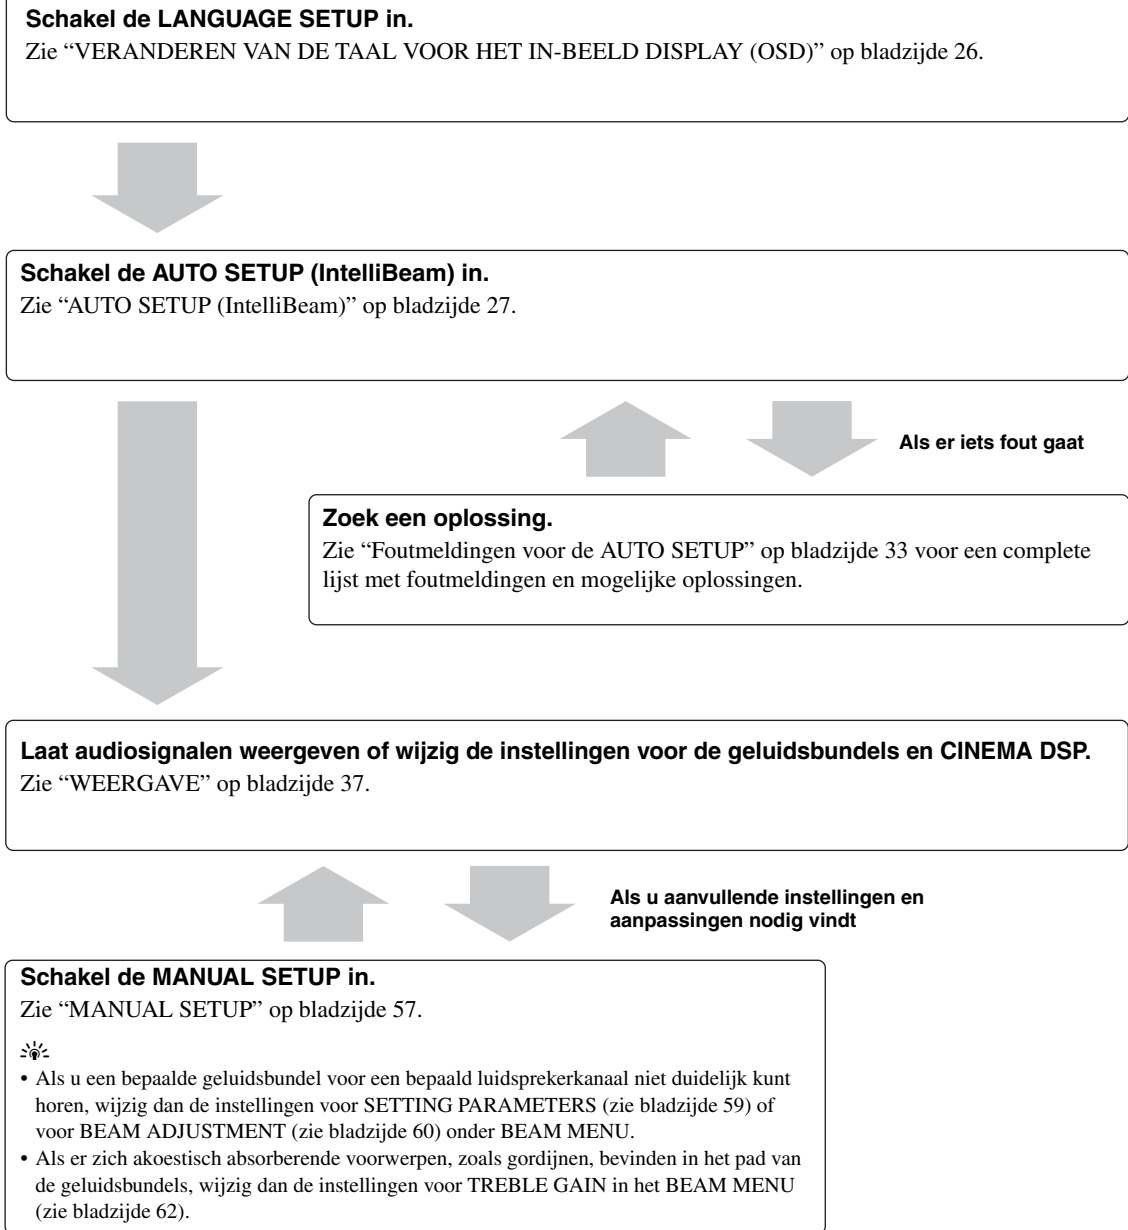 Schakel de LANGUAGE SETUP in.
Zie “VERANDEREN VAN DE TAAL VOOR HET IN-BEELD DISPLAY (OSD)” op bladzijde 26.
Schakel de AUTO SETUP (IntelliBeam) in.
Zie “AUTO SETUP (IntelliBeam)” op bladzijde 27.
Als er iets fout gaat
Zoek een oplossing.
Zie “Foutmeldingen voor de AUTO SETUP” op bladzijde 33 voor een complete
lijst met foutmeldingen en mogelijke oplossingen.
Laat audiosignalen weergeven of wijzig de instellingen voor de geluidsbundels en CINEMA DSP.
Zie “WEERGAVE” op bladzijde 37.
Als u aanvullende instellingen en
aanpassingen nodig vindt
Schakel de MANUAL SETUP in.
Zie “MANUAL SETUP” op bladzijde 57.
• Als u een bepaalde geluidsbundel voor een bepaald luidsprekerkanaal niet duidelijk kunt
horen, wijzig dan de instellingen voor SETTING PARAMETERS (zie bladzijde 59) of
voor BEAM ADJUSTMENT (zie bladzijde 60) onder BEAM MENU.
• Als er zich akoestisch absorberende voorwerpen, zoals gordijnen, bevinden in het pad van
de geluidsbundels, wijzig dan de instellingen voor TREBLE GAIN in het BEAM MENU
(zie bladzijde 62).